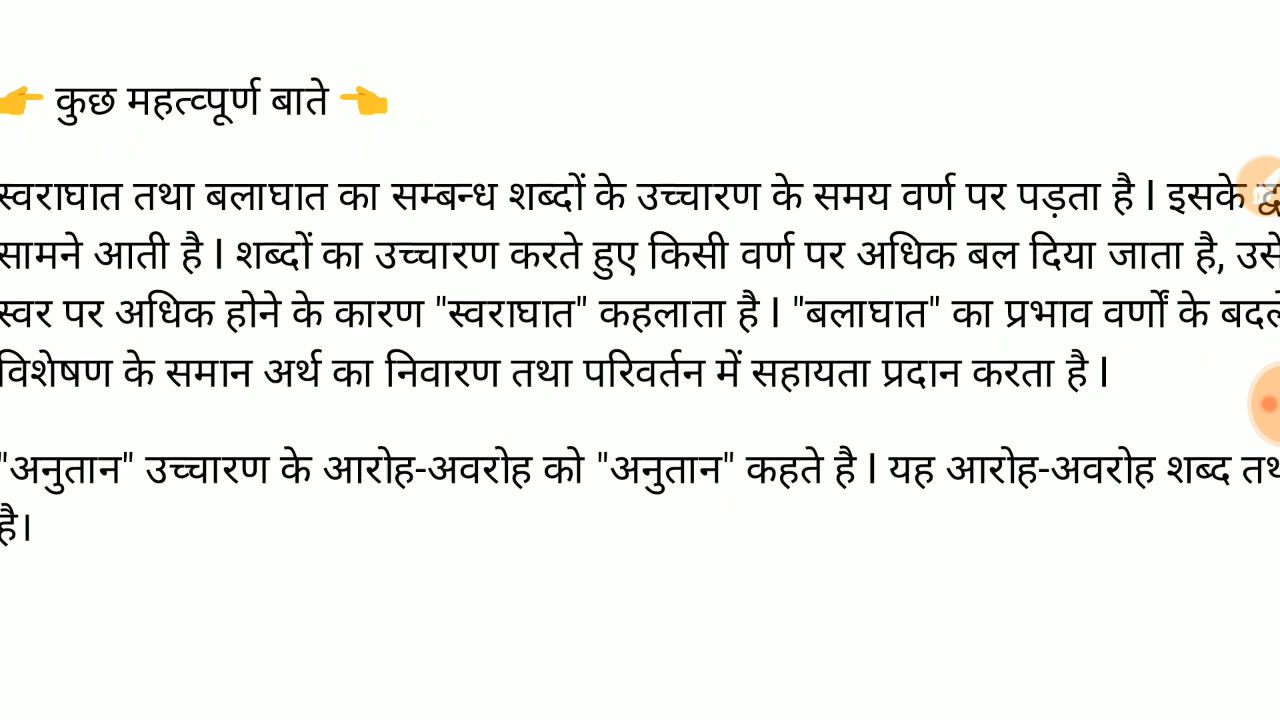 👉 कुछ महत्व्पूर्ण बाते 👈
स्वराघात तथा बलाघात का सम्बन्ध शब्दों के उच्चारण के समय वर्ण पर पड़ता है l इसके
सामने आती है l शब्दों का उच्चारण करते हुए किसी वर्ण पर अधिक बल दिया जाता है, उसे
स्वर पर अधिक होने के कारण "स्वराघात" कहलाता है l "बलाघात" का प्रभाव वर्णों के
विशेषण के समान अर्थ का निवारण तथा परिवर्तन में सहायता प्रदान करता है l
"अनुतान" उच्चारण के आरोह-अवरोह को "अनुतान" कहते है l यह आरोह-अवरोह शब्द
है।